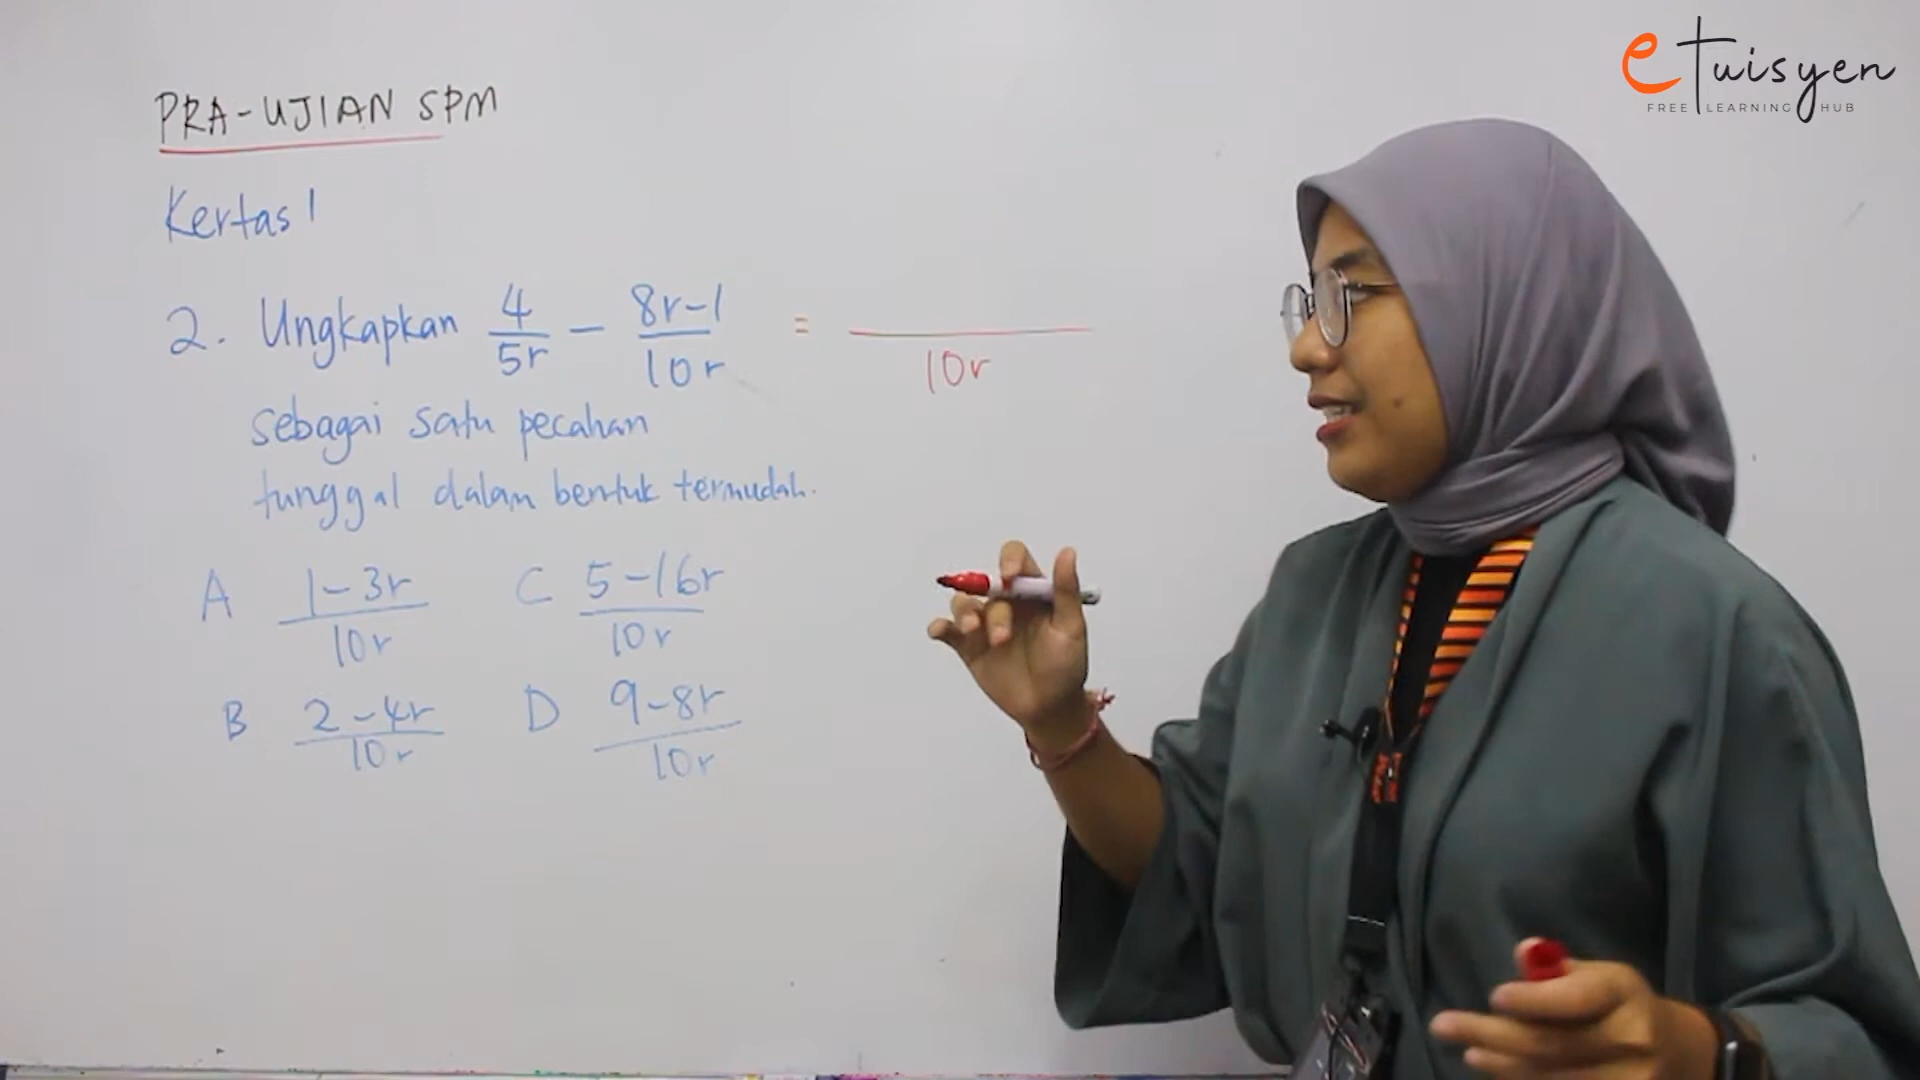 eTuisyen
FREE LEARNING HUB
PRA-UJIAN SPM
Kertas 1
2. Ungkapkan 4/5r - 8r-1/10r = /10r
sebagai satu pecahan
tunggal dalam bentuk termudah.
A 1-3r/10r C 5-16r/10r
B 2-4r/10r D 9-8r/10r